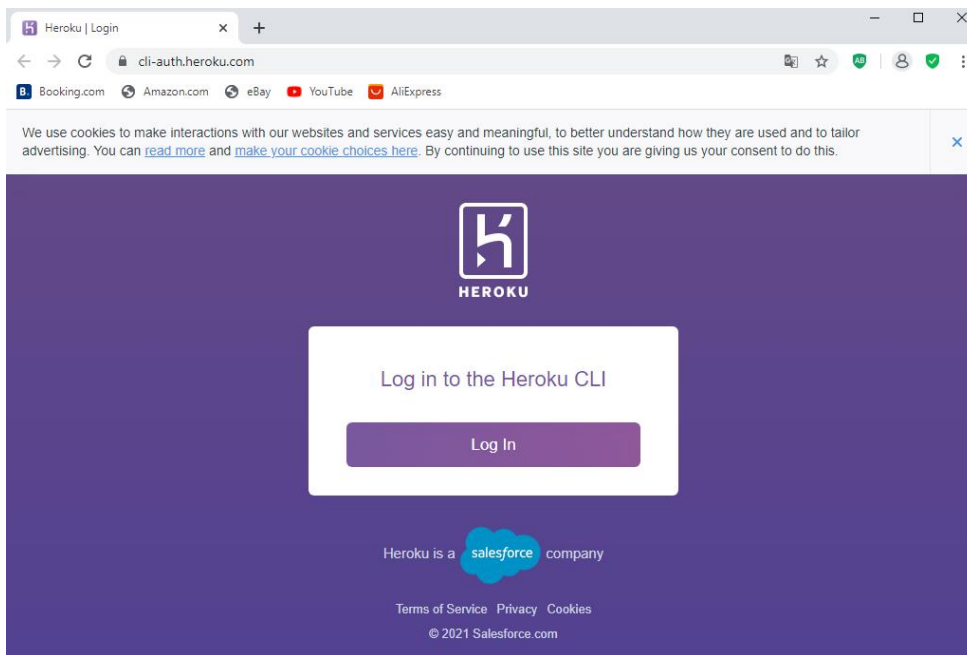 Heroku | Login
cli-auth.heroku.com
AB
B. Booking.com Amazon.com eBay YouTube AliExpress
We use cookies to make interactions with our websites and services easy and meaningful, to better understand how they are used and to tailor
advertising. You can read more and make your cookie choices here. By continuing to use this site you are giving us your consent to do this.
HEROKU
Log in to the Heroku CLI
Log In
Heroku is a salesforce company
Terms of Service Privacy Cookies
© 2021 Salesforce.com